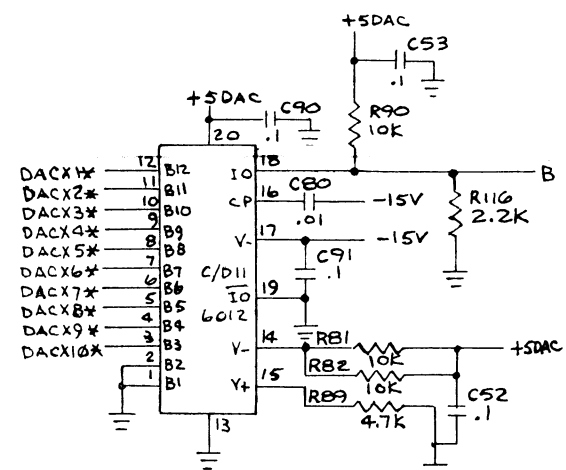 +5DAC
C53
.1
+5DAC
C90
.1
R90
10K
20
DACX1* 12 B12 IO 18 B
DACX2* 11 B11 CP 16 C80 .01 -15V
DACX3* 10 B10
R116
2.2K
DACX4* 9 B9 V- 17 -15V
DACX5* 8 B8
DACX6* 7 B7 C/D11 C91 .1
DACX7* 6 B6 IO 19
DACX8* 5 B5 6012
DACX9* 4 B4 V- 14 R81 10K +5DAC
DACX10* 3 B3
2 B2 R82 10K
1 B1 V+ 15 R89 4.7K
C52
.1
13